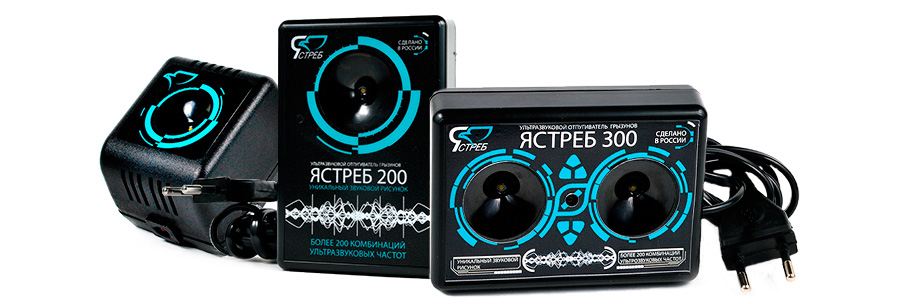 ЯСТРЕБ
СДЕЛАНО
В РОССИИ
УЛЬТРАЗВУКОВОЙ ОТПУГИВАТЕЛЬ ГРЫЗУНОВ
ЯСТРЕБ 200
УНИКАЛЬНЫЙ ЗВУКОВОЙ РИСУНОК
БОЛЕЕ 200 КОМБИНАЦИЙ
УЛЬТРАЗВУКОВЫХ ЧАСТОТ
УЛЬТРАЗВУКОВОЙ ОТПУГИВАТЕЛЬ ГРЫЗУНОВ
ЯСТРЕБ
ЯСТРЕБ 300
СДЕЛАНО
В РОССИИ
УНИКАЛЬНЫЙ ЗВУКОВОЙ
РИСУНОК
БОЛЕЕ 200 КОМБИНАЦИЙ
УЛЬТРАЗВУКОВЫХ ЧАСТОТ